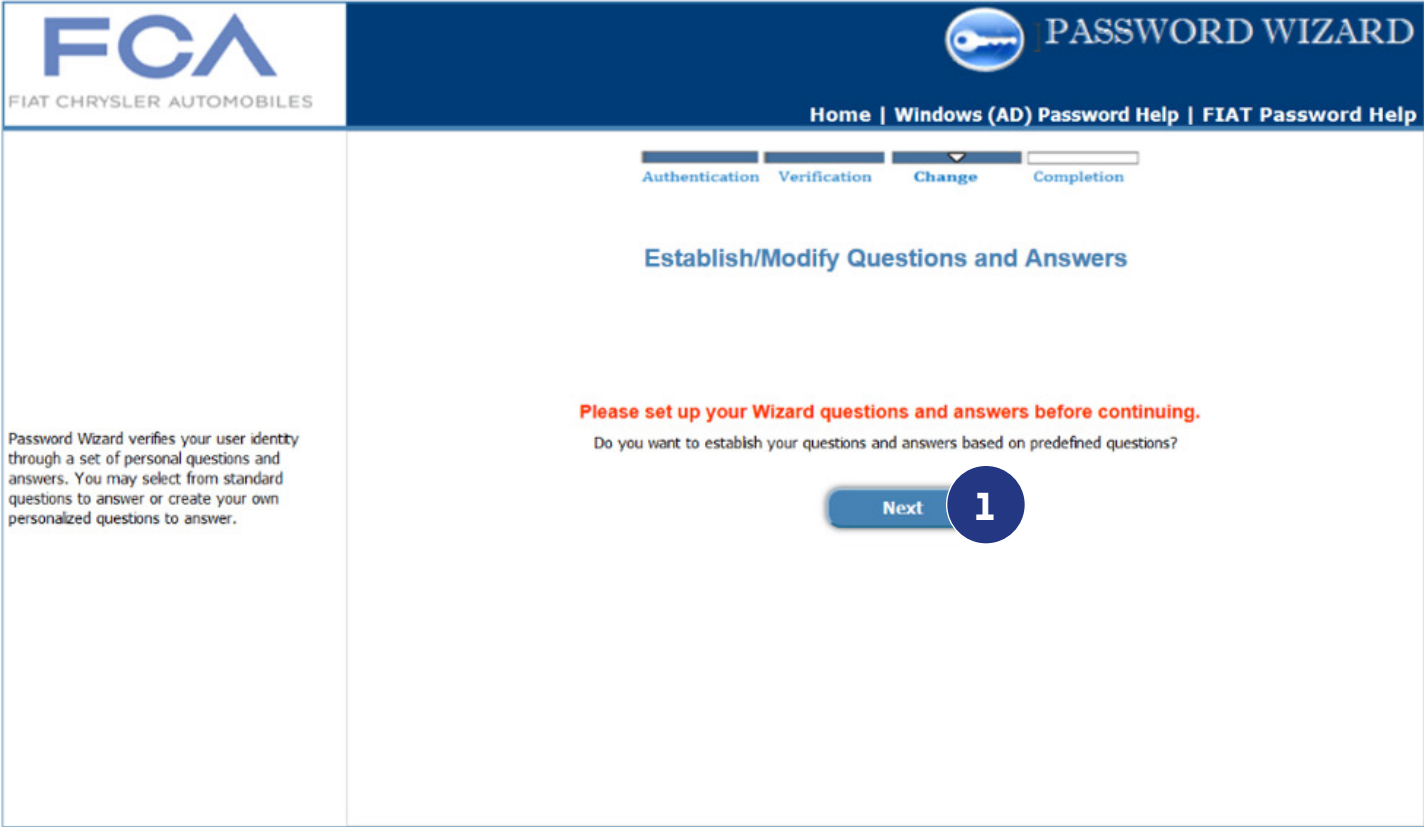 FCA
FIAT CHRYSLER AUTOMOBILES
PASSWORD WIZARD
Home | Windows (AD) Password Help | FIAT Password Help
Authentication Verification Change Completion
Establish/Modify Questions and Answers
Please set up your Wizard questions and answers before continuing.
Do you want to establish your questions and answers based on predefined questions?
Next 1
Password Wizard verifies your user identity
through a set of personal questions and
answers. You may select from standard
questions to answer or create your own
personalized questions to answer.